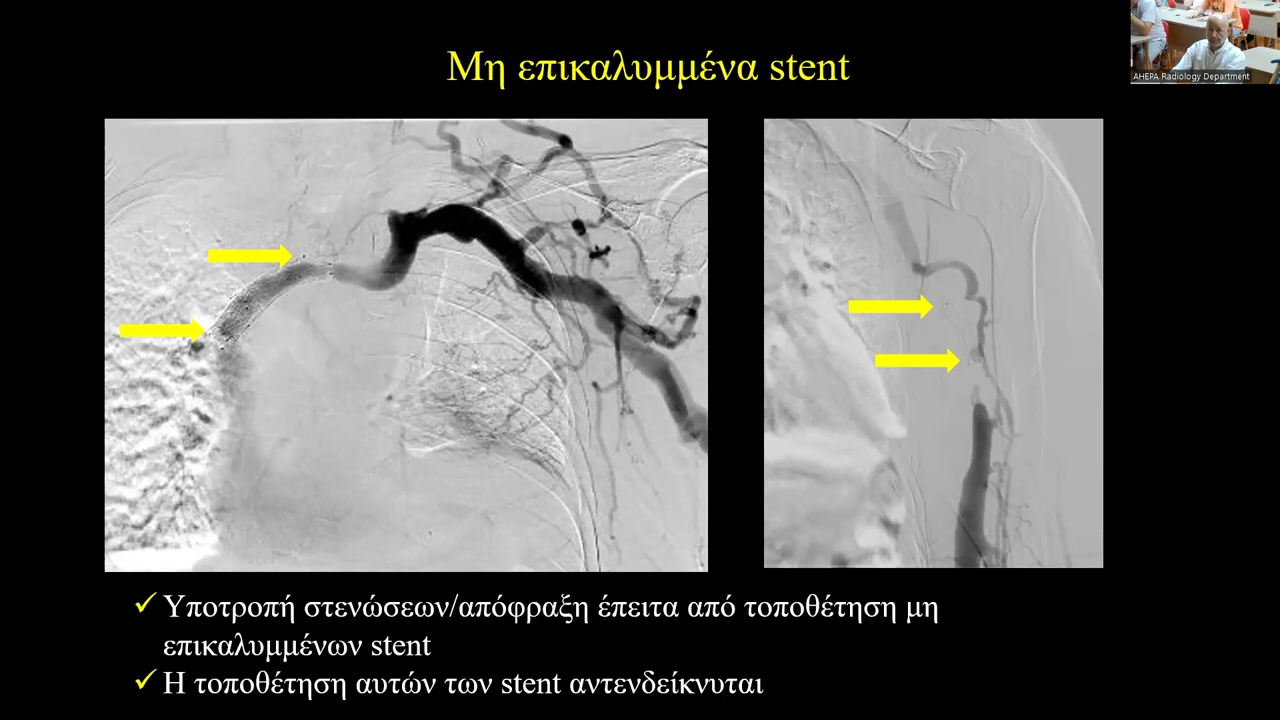 Μη επικαλυμμένα stent
AHEPA Radiology Department
Υποτροπή στενώσεων/απόφραξη έπειτα από τοποθέτηση μη
επικαλυμμένων stent
Η τοποθέτηση αυτών των stent αντενδείκνυται